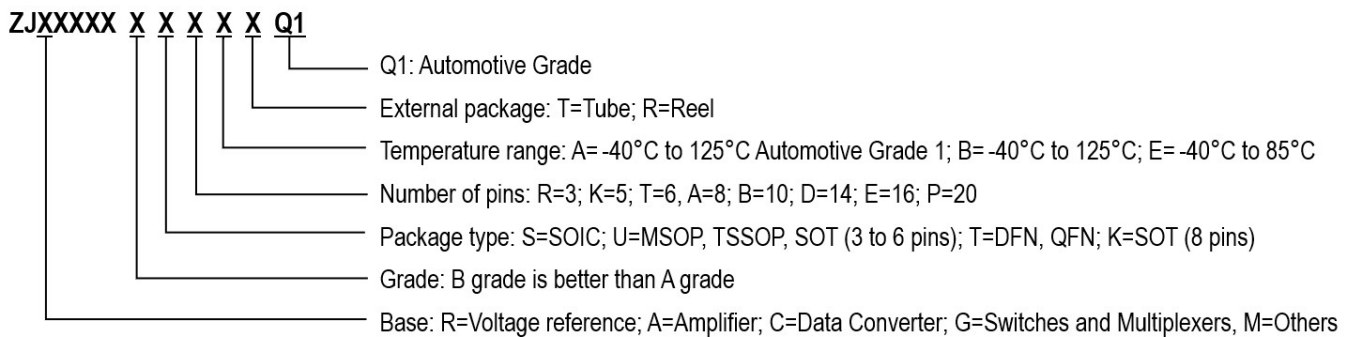 ZJXXXXX X X X X X Q1
Q1: Automotive Grade
External package: T=Tube; R=Reel
Temperature range: A= -40°C to 125°C Automotive Grade 1; B= -40°C to 125°C; E= -40°C to 85°C
Number of pins: R=3; K=5; T=6, A=8; B=10; D=14; E=16; P=20
Package type: S=SOIC; U=MSOP, TSSOP, SOT (3 to 6 pins); T=DFN, QFN; K=SOT (8 pins)
Grade: B grade is better than A grade
Base: R=Voltage reference; A=Amplifier; C=Data Converter; G=Switches and Multiplexers, M=Others